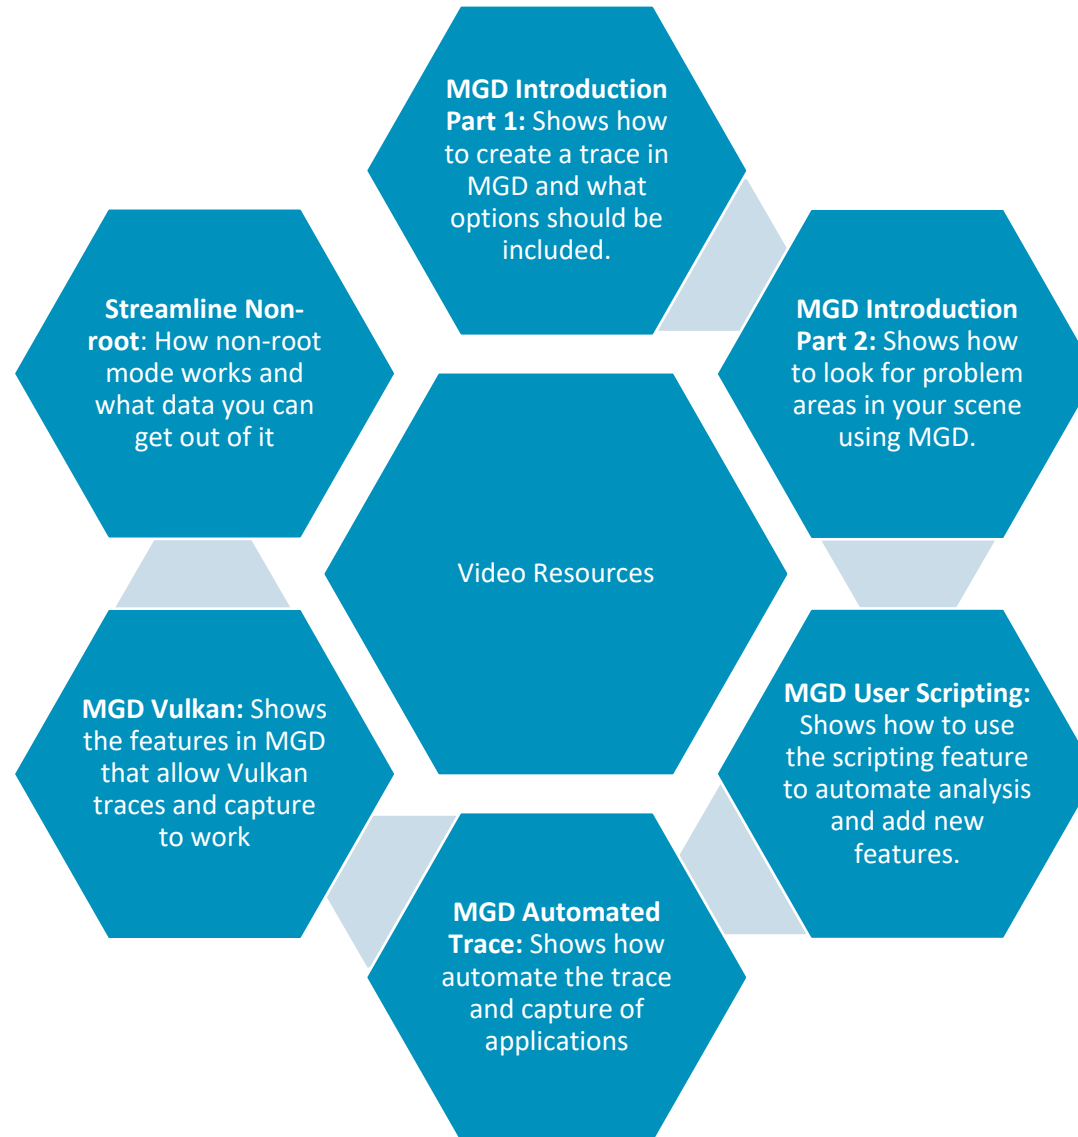 MGD Introduction
Part 1: Shows how
to create a trace in
MGD and what
options should be
included.
MGD Introduction
Part 2: Shows how
to look for problem
areas in your scene
using MGD.
MGD User Scripting:
Shows how to use
the scripting feature
to automate analysis
and add new
features.
MGD Automated
Trace: Shows how
automate the trace
and capture of
applications
MGD Vulkan: Shows
the features in MGD
that allow Vulkan
traces and capture
to work
Streamline Non-
root: How non-root
mode works and
what data you can
get out of it
Video Resources